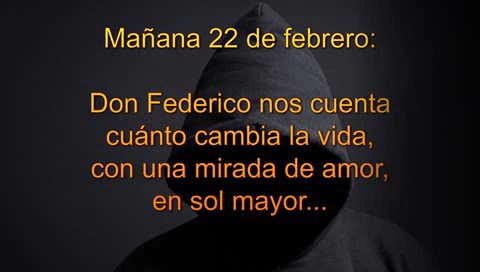 Mañana 22 de febrero:
Don Federico nos cuenta
cuánto cambia la vida,
con una mirada de amor,
en sol mayor...